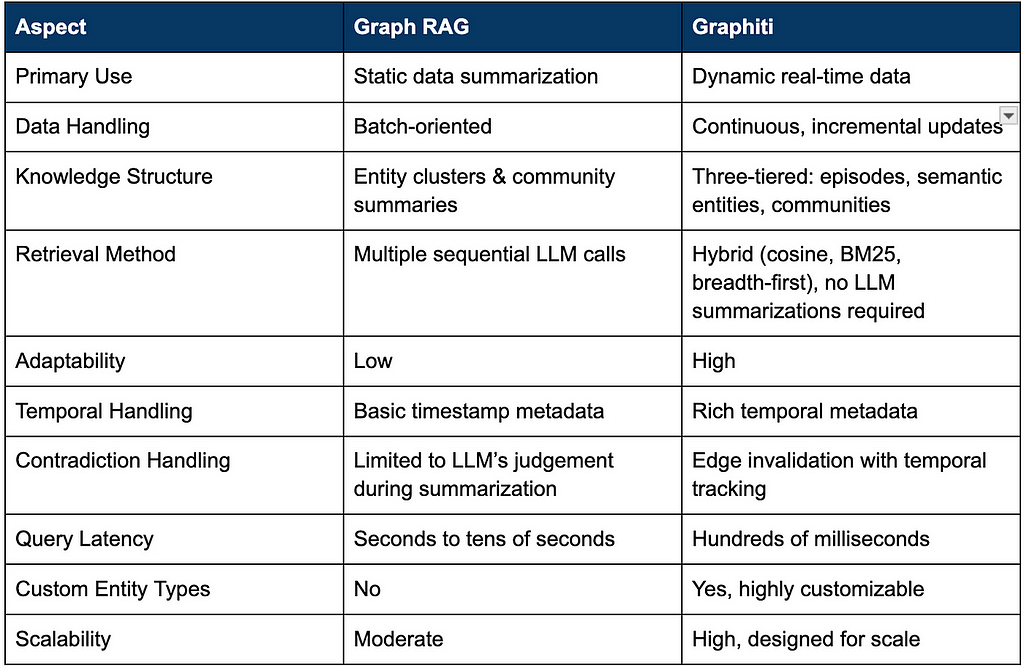 Aspect Graph RAG Graphiti
Primary Use Static data summarization Dynamic real-time data
Data Handling Batch-oriented Continuous, incremental updates
Knowledge Structure Entity clusters & community Three-tiered: episodes, semantic
summaries entities, communities
Retrieval Method Multiple sequential LLM calls Hybrid (cosine, BM25,
breadth-first), no LLM
summarizations required
Adaptability Low High
Temporal Handling Basic timestamp metadata Rich temporal metadata
Contradiction Handling Limited to LLM’s judgement Edge invalidation with temporal
during summarization tracking
Query Latency Seconds to tens of seconds Hundreds of milliseconds
Custom Entity Types No Yes, highly customizable
Scalability Moderate High, designed for scale